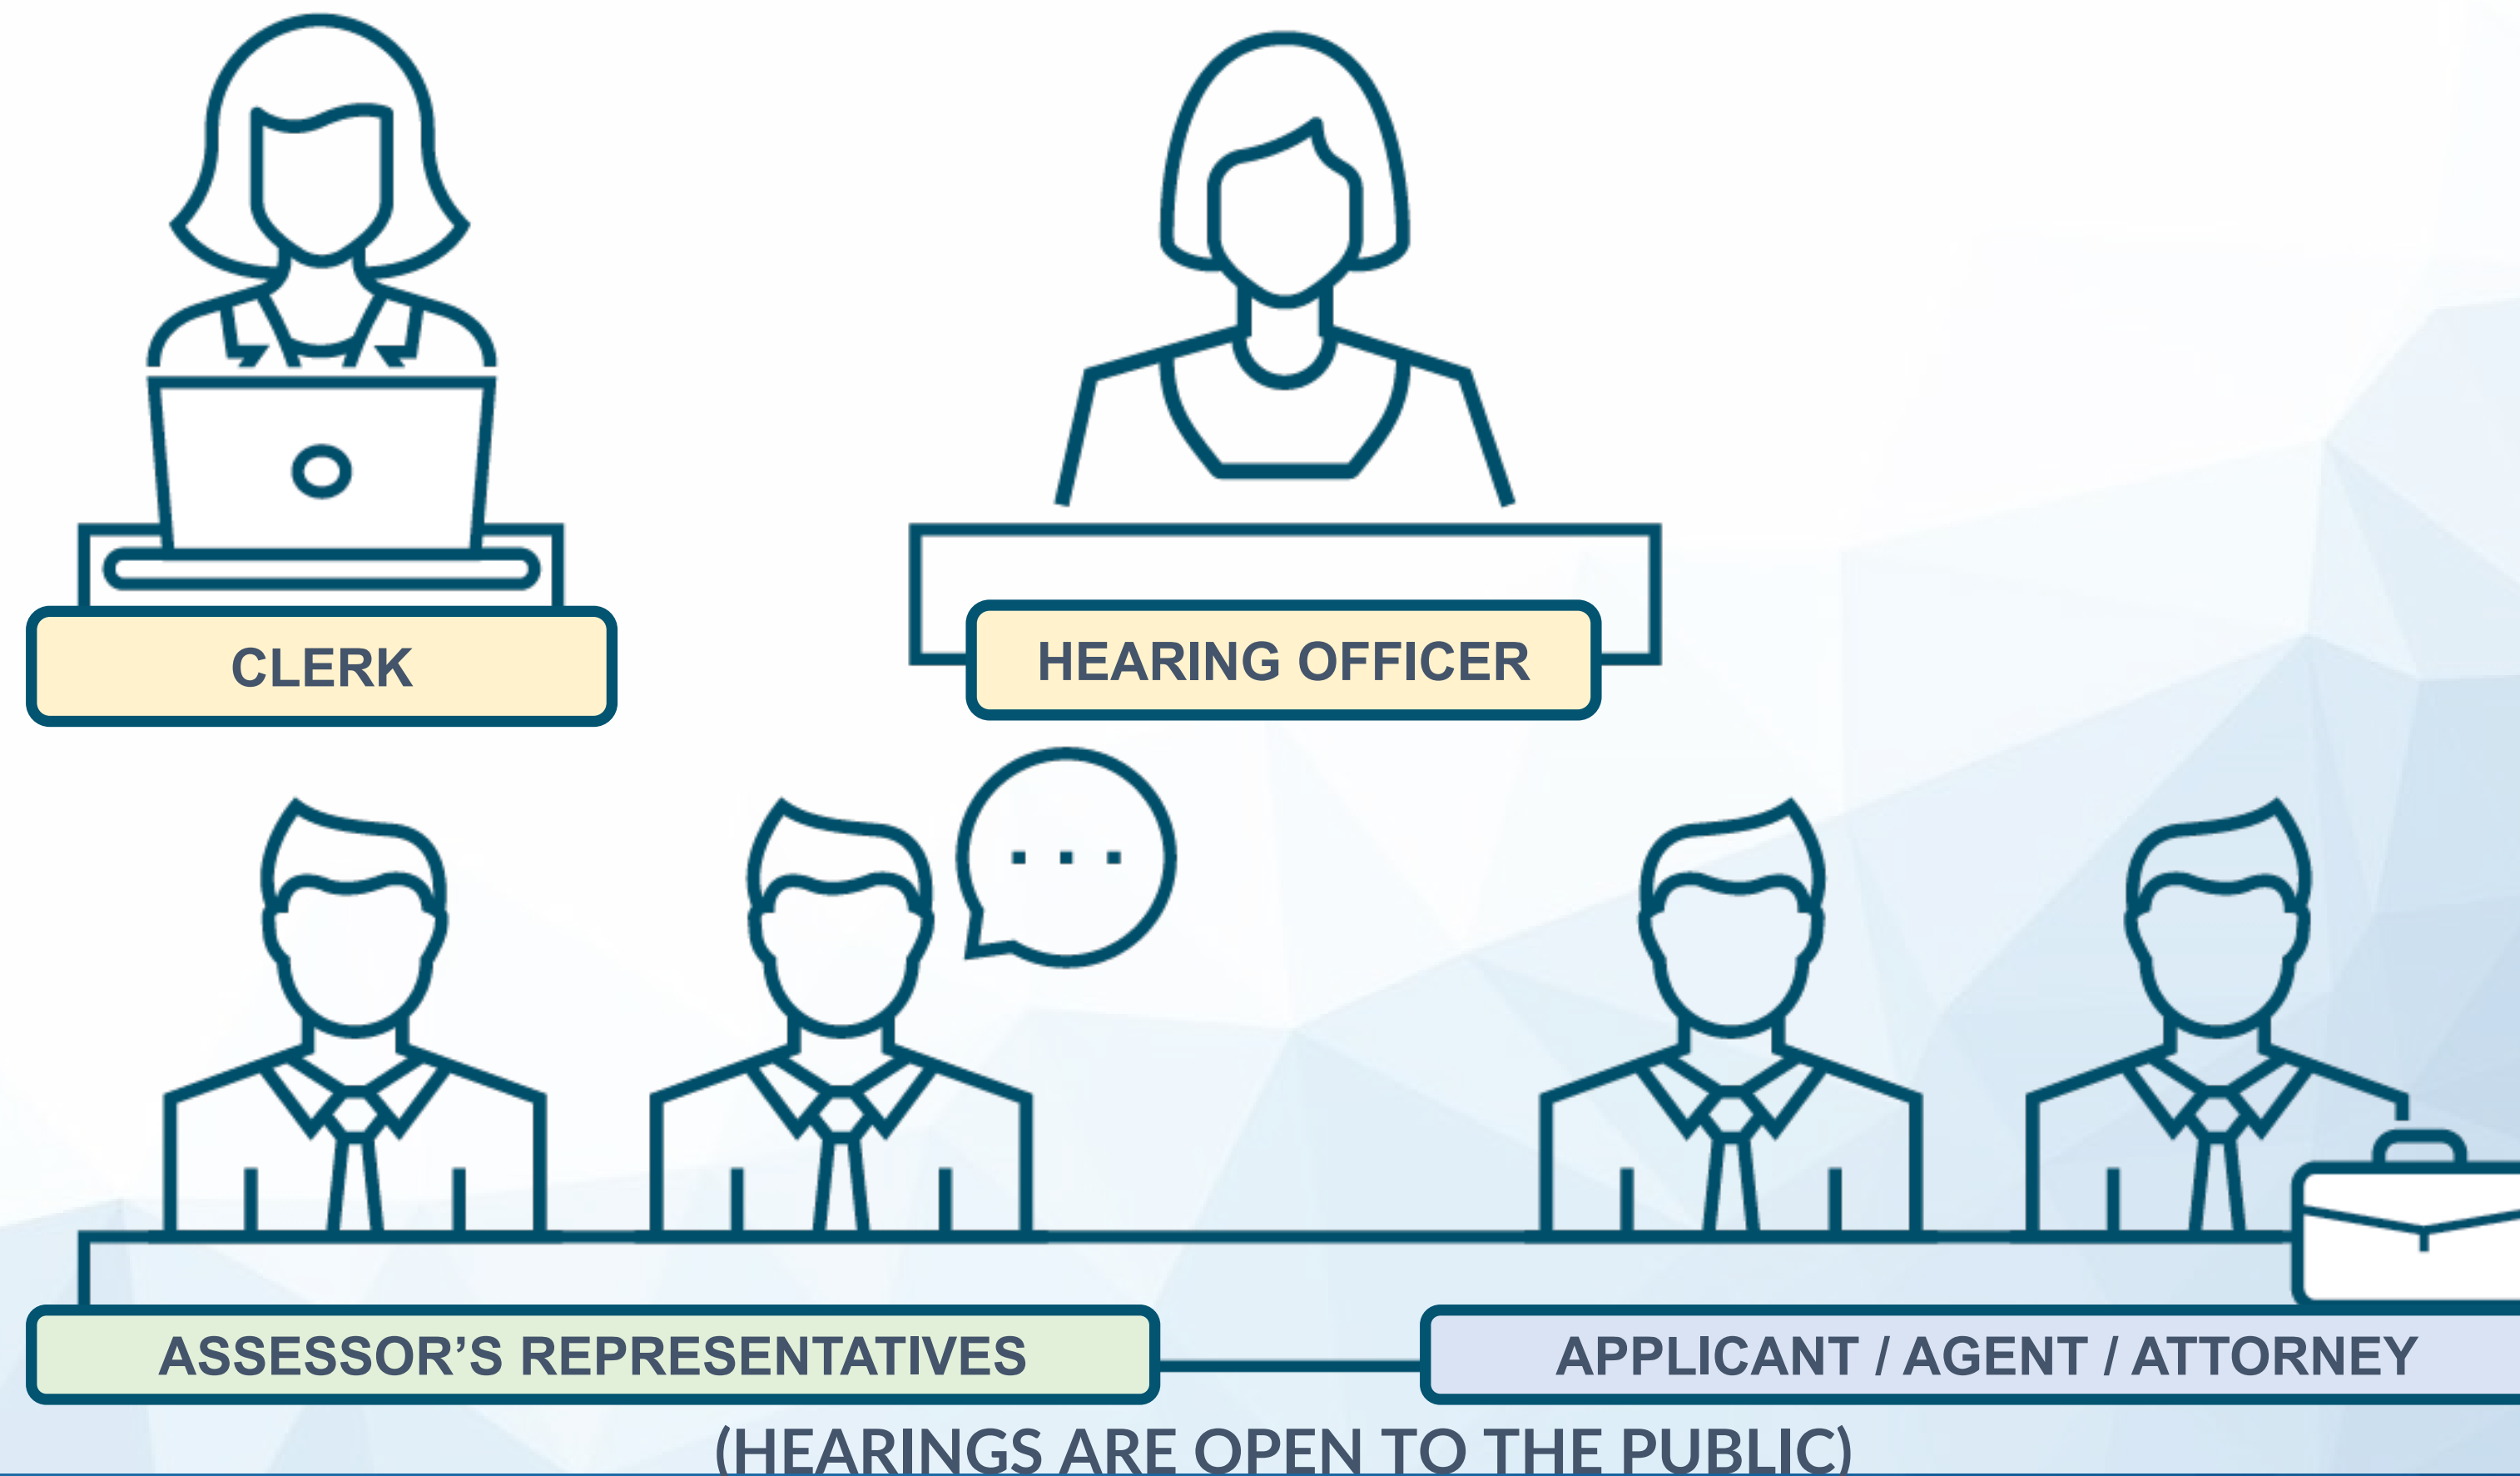 CLERK
HEARING OFFICER
ASSESSOR’S REPRESENTATIVES
APPLICANT / AGENT / ATTORNEY
(HEARINGS ARE OPEN TO THE PUBLIC)